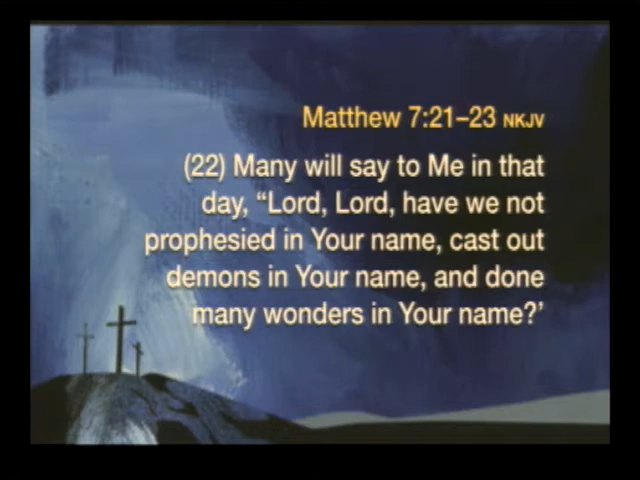 Matthew 7:21–23 NKJV
(22) Many will say to Me in that
day, “Lord, Lord, have we not
prophesied in Your name, cast out
demons in Your name, and done
many wonders in Your name?’